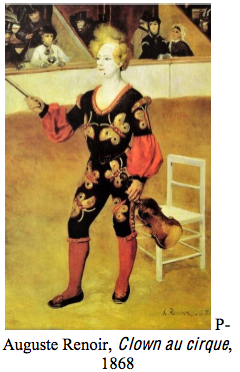 P-
Auguste Renoir, Clown au cirque,
1868